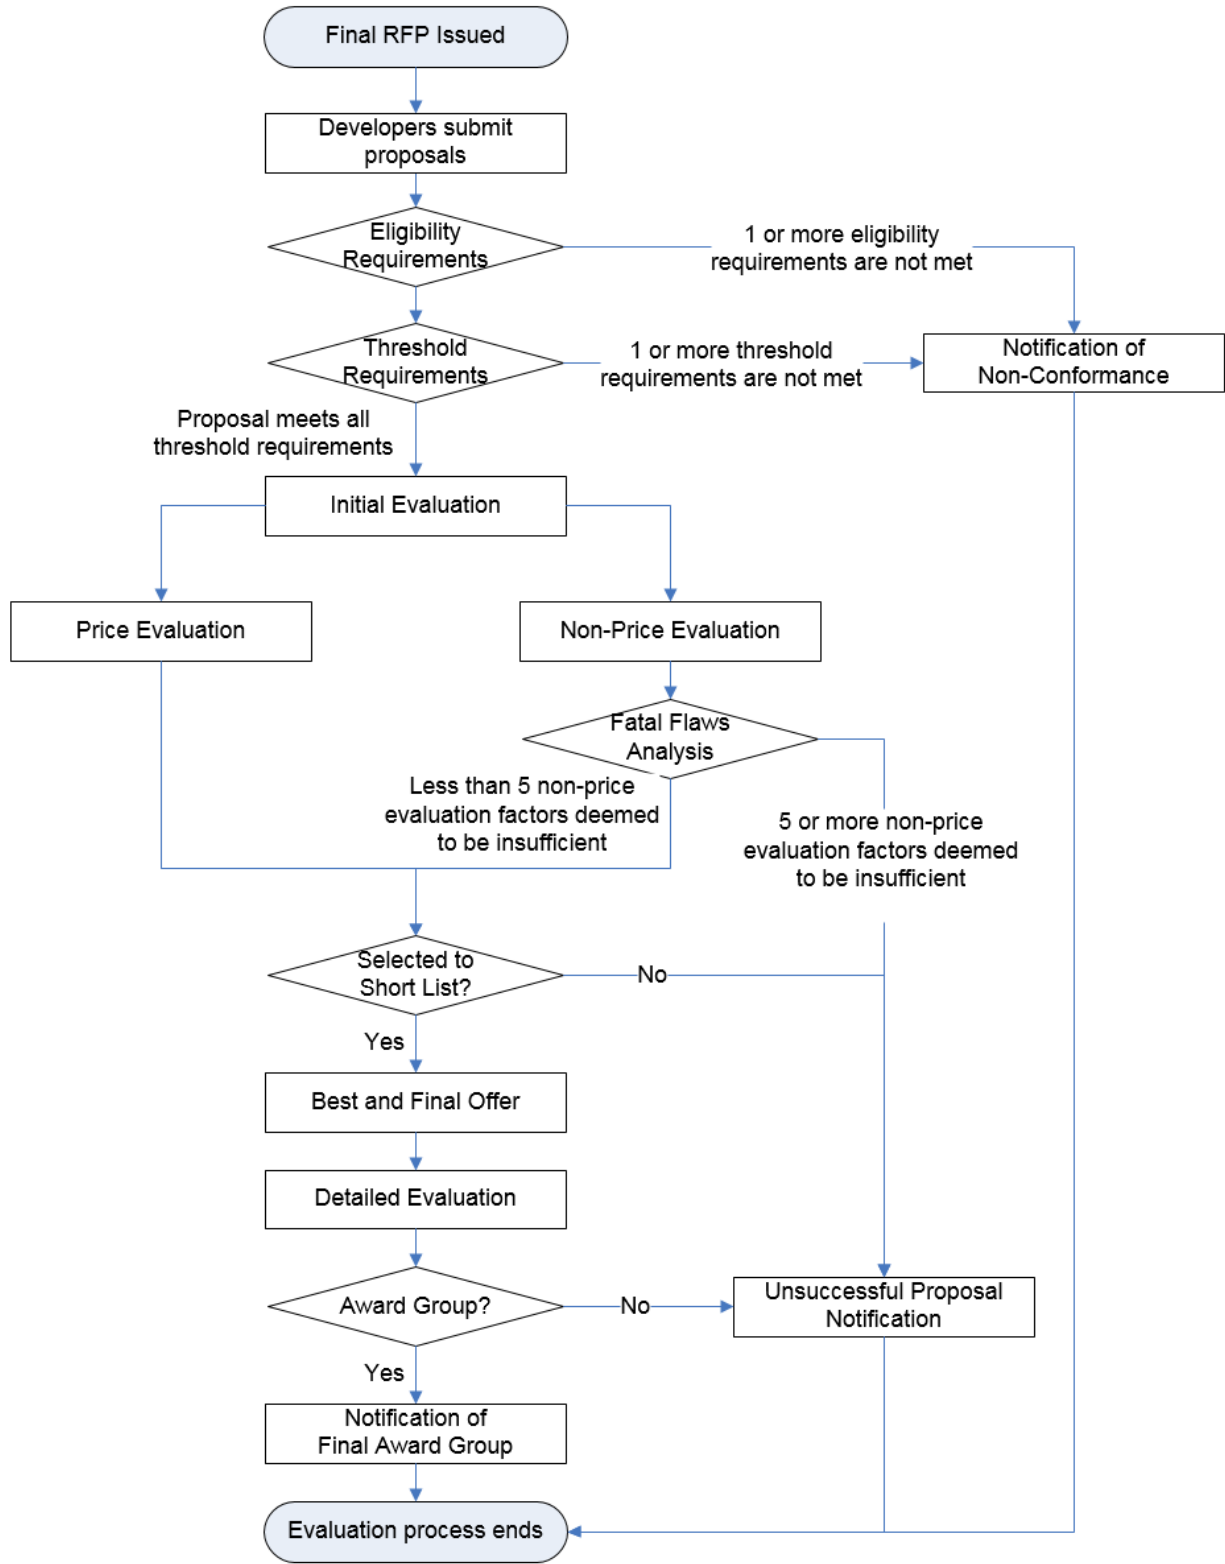 Final RFP Issued
Developers submit
proposals
Eligibility
Requirements
1 or more eligibility
requirements are not met
Threshold
Requirements
1 or more threshold
requirements are not met
Notification of
Non-Conformance
Proposal meets all
threshold requirements
Initial Evaluation
Price Evaluation
Non-Price Evaluation
Fatal Flaws
Analysis
Less than 5 non-price
evaluation factors deemed
to be insufficient
5 or more non-price
evaluation factors deemed
to be insufficient
Selected to
Short List?
No
Yes
Best and Final Offer
Detailed Evaluation
Award Group?
No
Unsuccessful Proposal
Notification
Yes
Notification of
Final Award Group
Evaluation process ends